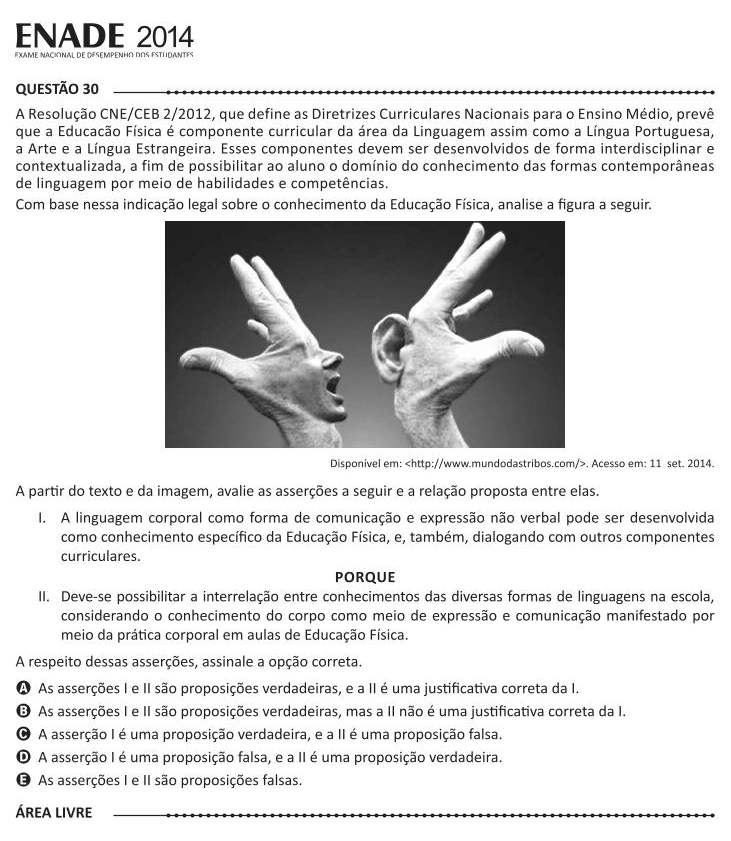 ENADE 2014
EXAME NACIONAL DE DESEMPENHO DOS ESTUDANTES
QUESTÃO 30
A Resolução CNE/CEB 2/2012, que define as Diretrizes Curriculares Nacionais para o Ensino Médio, prevê
que a Educacão Física é componente curricular da área da Linguagem assim como a Língua Portuguesa,
a Arte e a Língua Estrangeira. Esses componentes devem ser desenvolvidos de forma interdisciplinar e
contextualizada, a fim de possibilitar ao aluno o domínio do conhecimento das formas contemporâneas
de linguagem por meio de habilidades e competências.
Com base nessa indicação legal sobre o conhecimento da Educação Física, analise a figura a seguir.
Disponível em: <http://www.mundodastribos.com/>. Acesso em: 11 set. 2014.
A partir do texto e da imagem, avalie as asserções a seguir e a relação proposta entre elas.
I. A linguagem corporal como forma de comunicação e expressão não verbal pode ser desenvolvida
como conhecimento específico da Educação Física, e, também, dialogando com outros componentes
curriculares.
PORQUE
II. Deve-se possibilitar a interrelação entre conhecimentos das diversas formas de linguagens na escola,
considerando o conhecimento do corpo como meio de expressão e comunicação manifestado por
meio da prática corporal em aulas de Educação Física.
A respeito dessas asserções, assinale a opção correta.
A As asserções I e II são proposições verdadeiras, e a II é uma justificativa correta da I.
B As asserções I e II são proposições verdadeiras, mas a II não é uma justificativa correta da I.
C A asserção I é uma proposição verdadeira, e a II é uma proposição falsa.
D A asserção I é uma proposição falsa, e a II é uma proposição verdadeira.
E As asserções I e II são proposições falsas.
ÁREA LIVRE